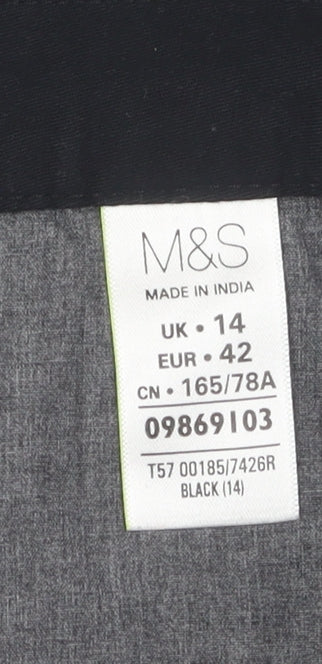 M&S
MADE IN INDIA
UK • 14
EUR • 42
CN • 165/78A
09869103
T57 00185/7426R
BLACK (14)